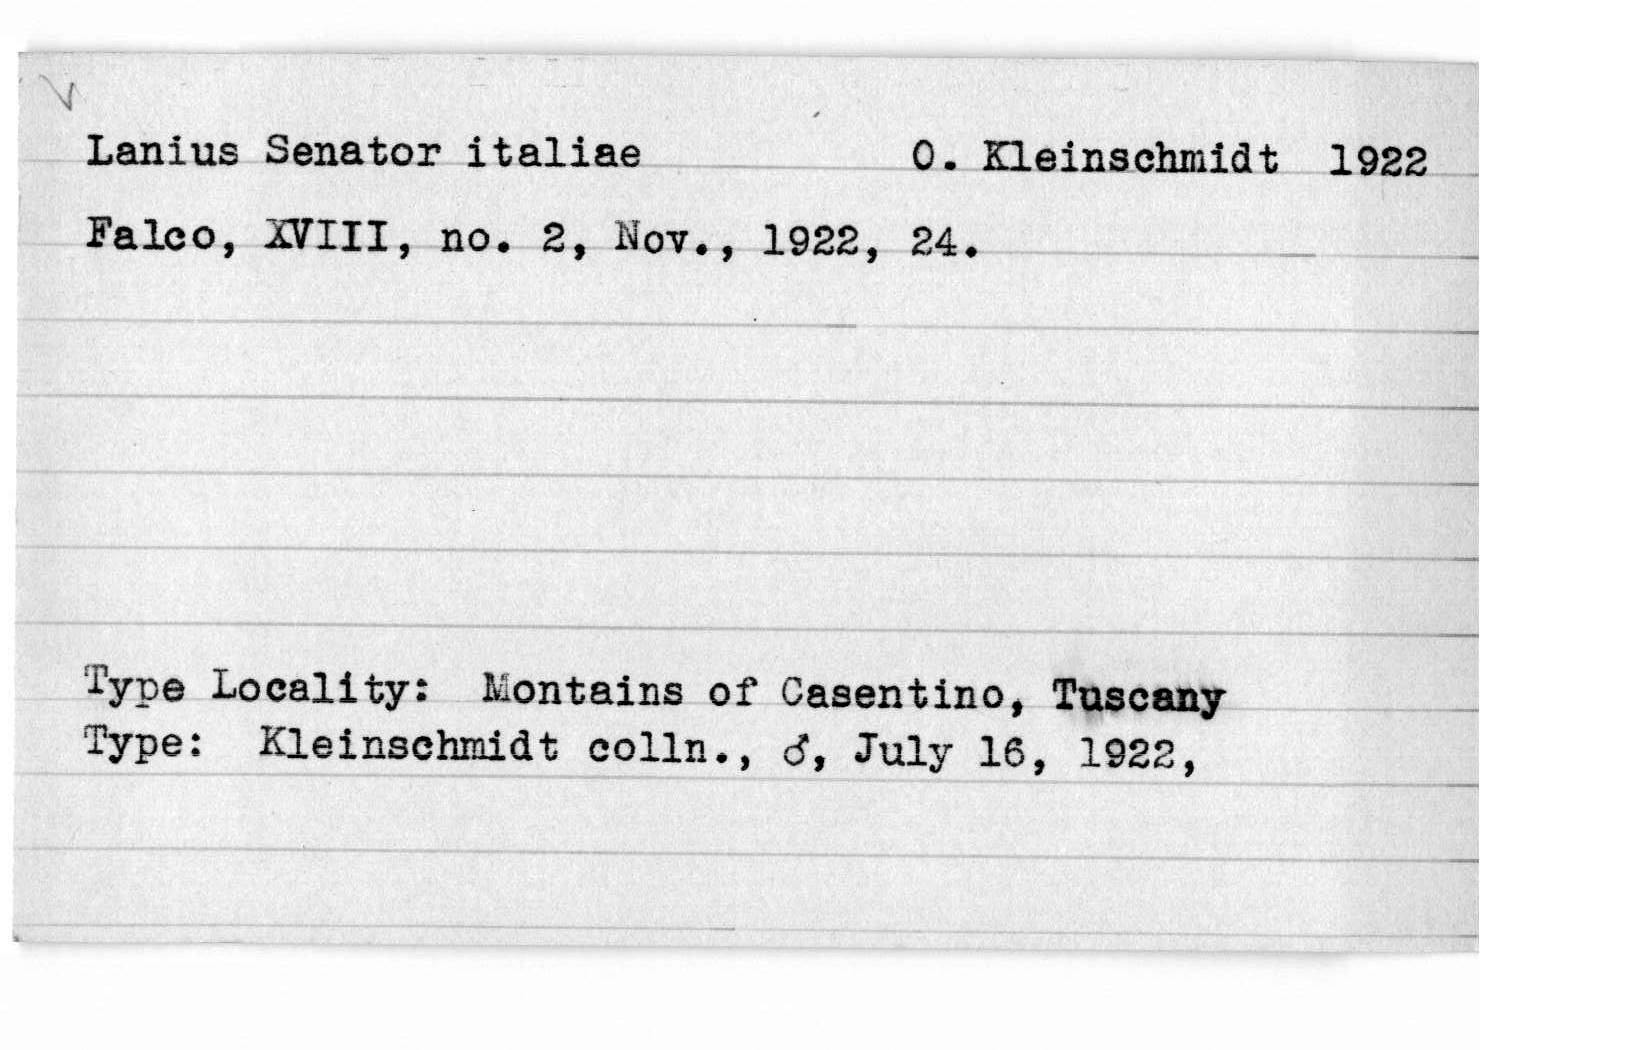 Lanius Senator italiae O. Kleinschmidt 1922
Falco, XVIII, no. 2, Nov., 1922, 24.
Type Locality: Montains of Casentino, Tuscany
Type: Kleinschmidt colln., ♂, July 16, 1922,